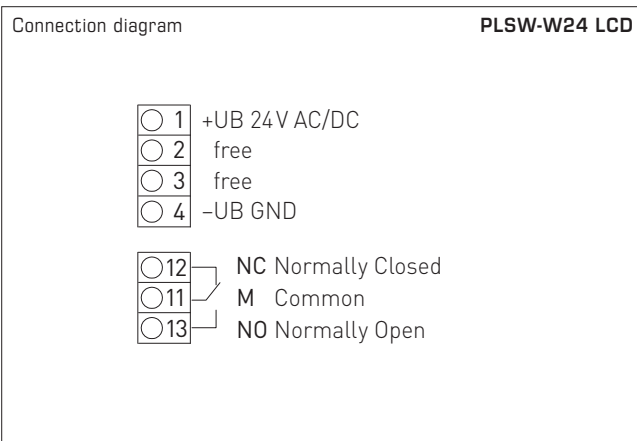 Connection diagram PLSW-W24 LCD
1 +UB 24V AC/DC
2 free
3 free
4 –UB GND
12 NC Normally Closed
11 M Common
13 NO Normally Open